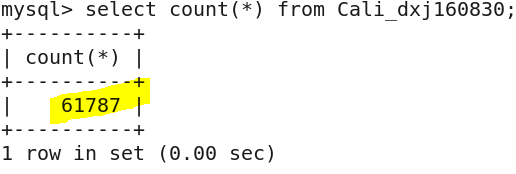 mysql> select count(*) from Cali_dxj160830;
+----------+
| count(*) |
+----------+
|    61787 |
+----------+
1 row in set (0.00 sec)